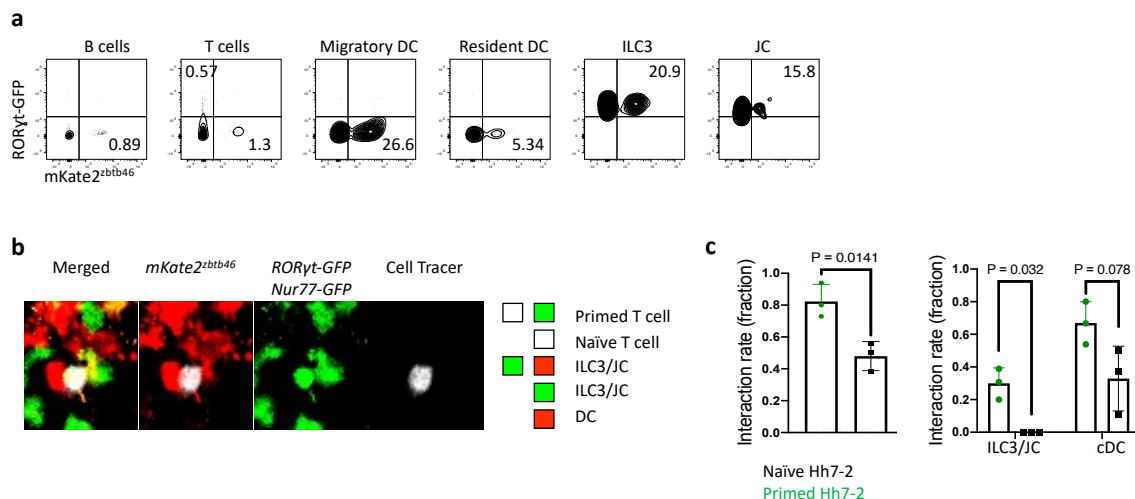 a
B cells T cells Migratory DC Resident DC ILC3 JC
0.57 20.9 15.8
RORγt-GFP
0.89 1.3 26.6 5.34
mKate2zbtb46
b
Merged mKate2zbtb46 RORγt-GFP Cell Tracer
Nur77-GFP
Primed T cell
Naïve T cell
ILC3/JC
ILC3/JC
DC
c
P = 0.0141
Interaction rate (fraction)
1.0
0.8
0.6
0.4
0.2
0.0
Naïve Hh7-2
Primed Hh7-2
P = 0.032 P = 0.078
Interaction rate (fraction)
1.0
0.8
0.6
0.4
0.2
0.0
ILC3/JC cDC